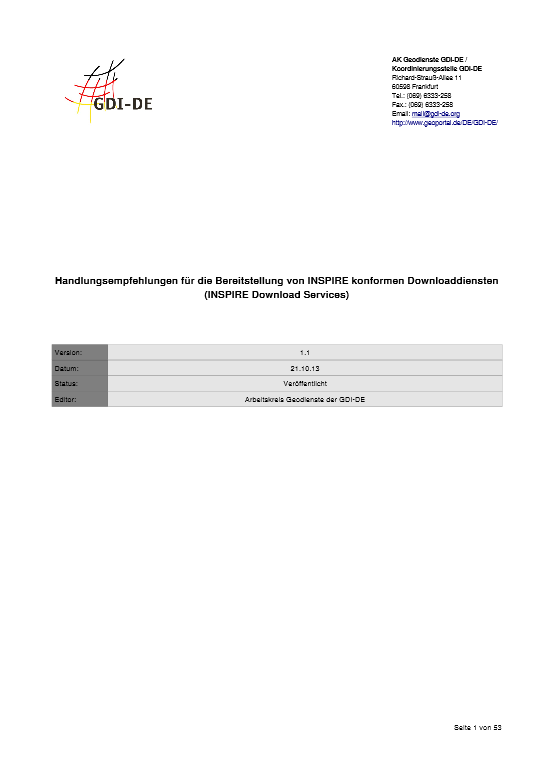 GDI-DE
AK Geodienste GDI-DE /
Koordinierungsstelle GDI-DE
Richard-Strauß-Allee 11
60598 Frankfurt
Tel.: (069) 6333-258
Fax.: (069) 6333-258
Email: mail@gdi-de.org
http://www.geoportal.de/DE/GDI-DE/
Handlungsempfehlungen für die Bereitstellung von INSPIRE konformen Downloaddiensten
(INSPIRE Download Services)
Version: 1.1
Datum: 21.10.13
Status: Veröffentlicht
Editor: Arbeitskreis Geodienste der GDI-DE
Seite 1 von 53